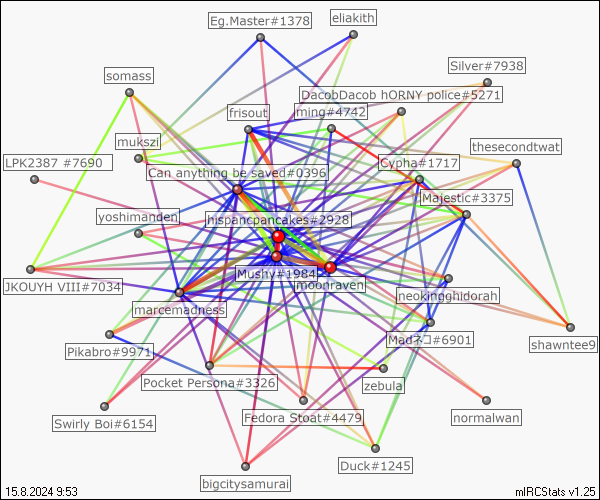 Eg.Master#1378
eliakith
Silver#7938
somass
DacobDacob hORNY police#5271
frisout
ming#4742
mukszi
thesecondtwat
LPK2387 #7690
Cypha#1717
Can anything be saved#0396
Majestic#3375
yoshimanden
hispancpancakes#2928
Mushy#1984
JKOUYH VIII#7034
moonraven
neokingghidorah
marcemadness
Madネコ#6901
shawntee9
Pikabro#9971
Pocket Persona#3326
zebula
Swirly Boi#6154
Fedora Stoat#4479
normalwan
Duck#1245
bigcitysamurai
15.8.2024 9:53
mIRCStats v1.25